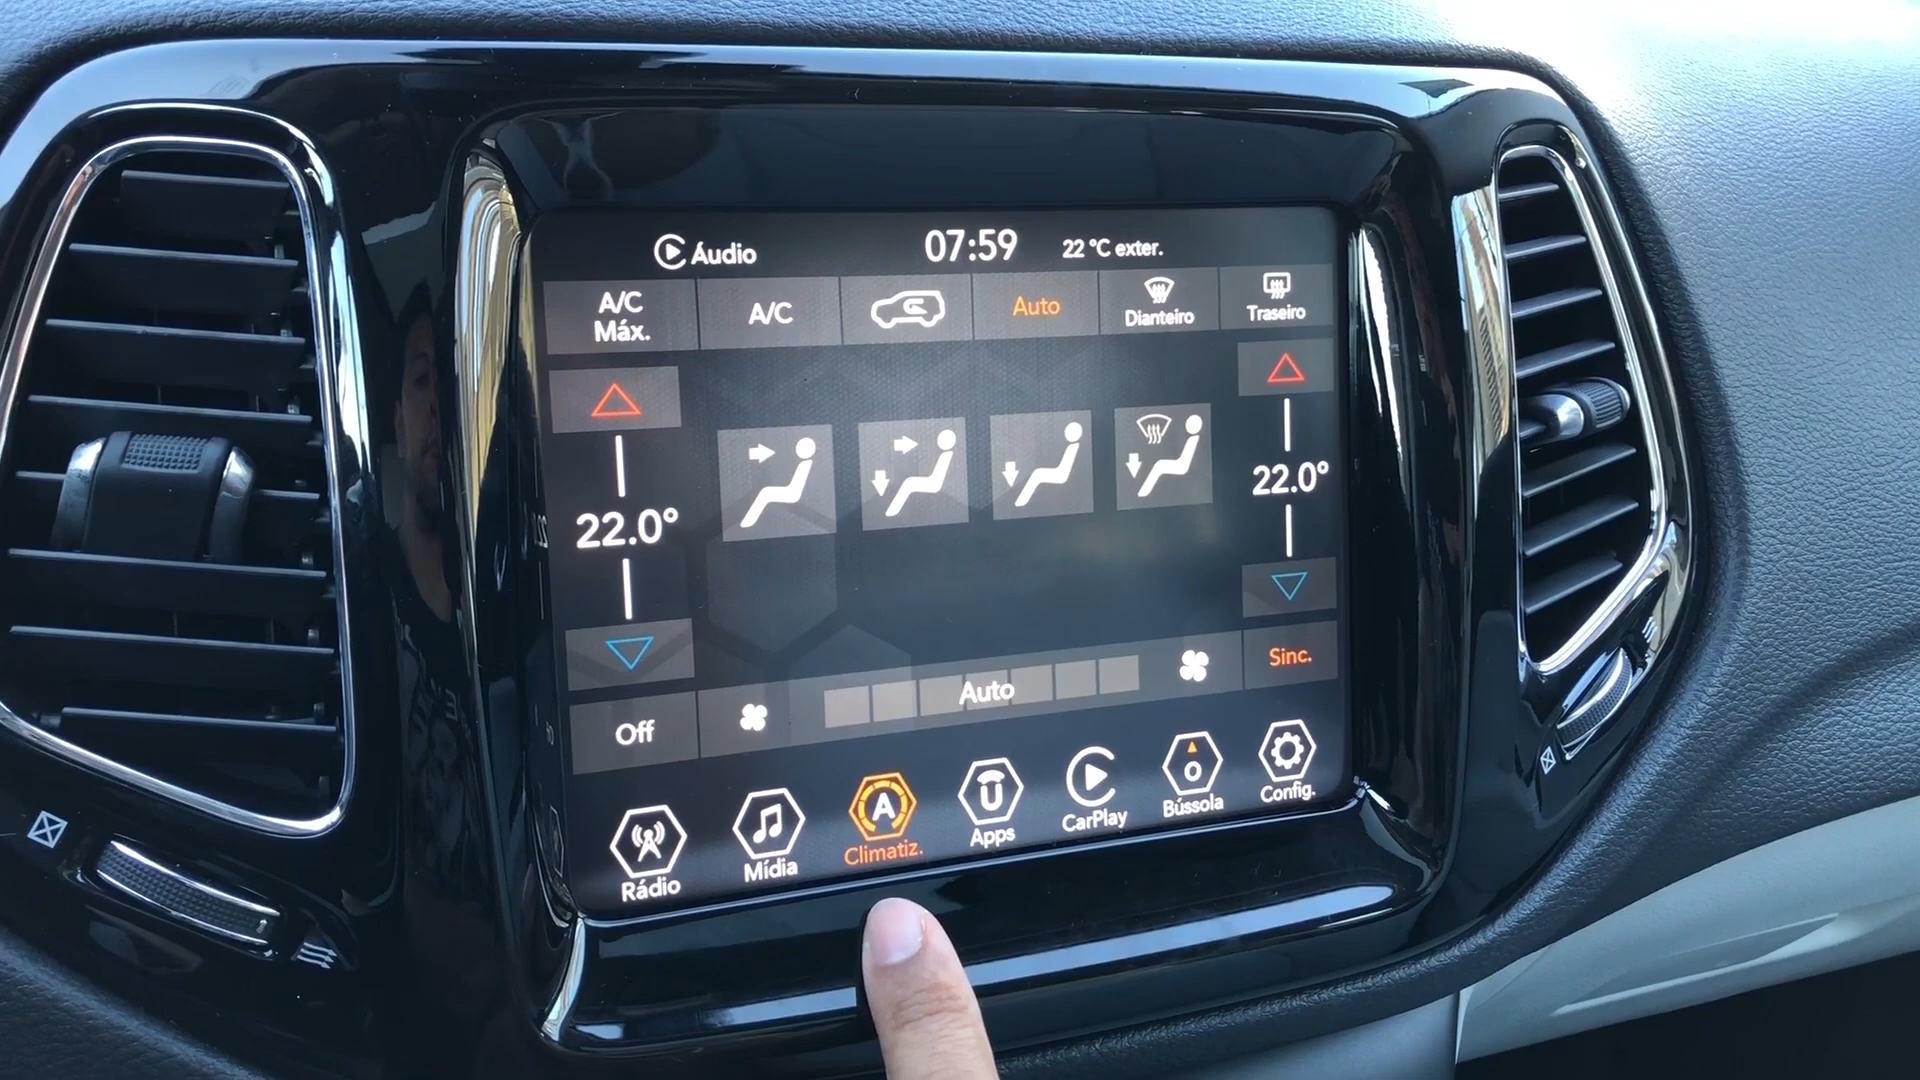 Áudio
07:59
22 °C exter.
A/C
Máx.
A/C
Auto
Dianteiro
Traseiro
22.0°
22.0°
Sinc.
Off
Auto
Rádio
Mídia
A
Climatiz.
U
Apps
CarPlay
O
Bússola
Config.